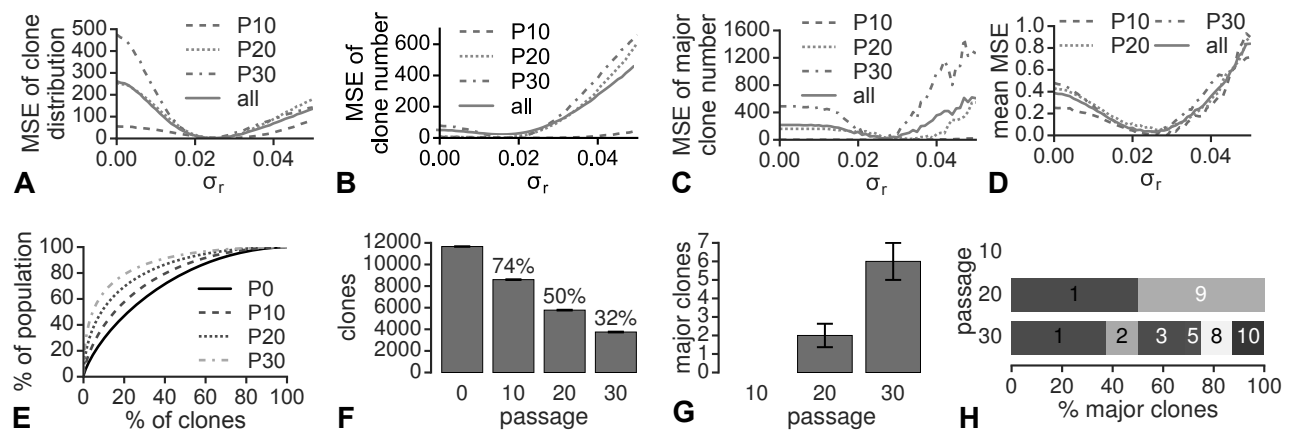 MSE of clone
distribution
500
400
300
200
100
0
P10
P20
P30
all
0.00 0.02 0.04
σr
A
MSE of
clone number
600
400
200
0
P10
P20
P30
all
0.00 0.02 0.04
σr
B
MSE of major
clone number
1600
1200
800
400
0
P10
P20
P30
all
0.00 0.02 0.04
σr
C
mean MSE
1.0
0.8
0.6
0.4
0.2
0.0
P10 P30
P20 all
0.00 0.02 0.04
σr
D
% of population
100
80
60
40
20
0
P0
P10
P20
P30
0 20 40 60 80 100
% of clones
E
clones
12000
10000
8000
6000
4000
2000
0
74%
50%
32%
0 10 20 30
passage
F
major clones
7
6
5
4
3
2
1
0
10 20 30
passage
G
passage
10
20 1 9
30 1 2 3 5 8 10
0 20 40 60 80 100
% major clones
H